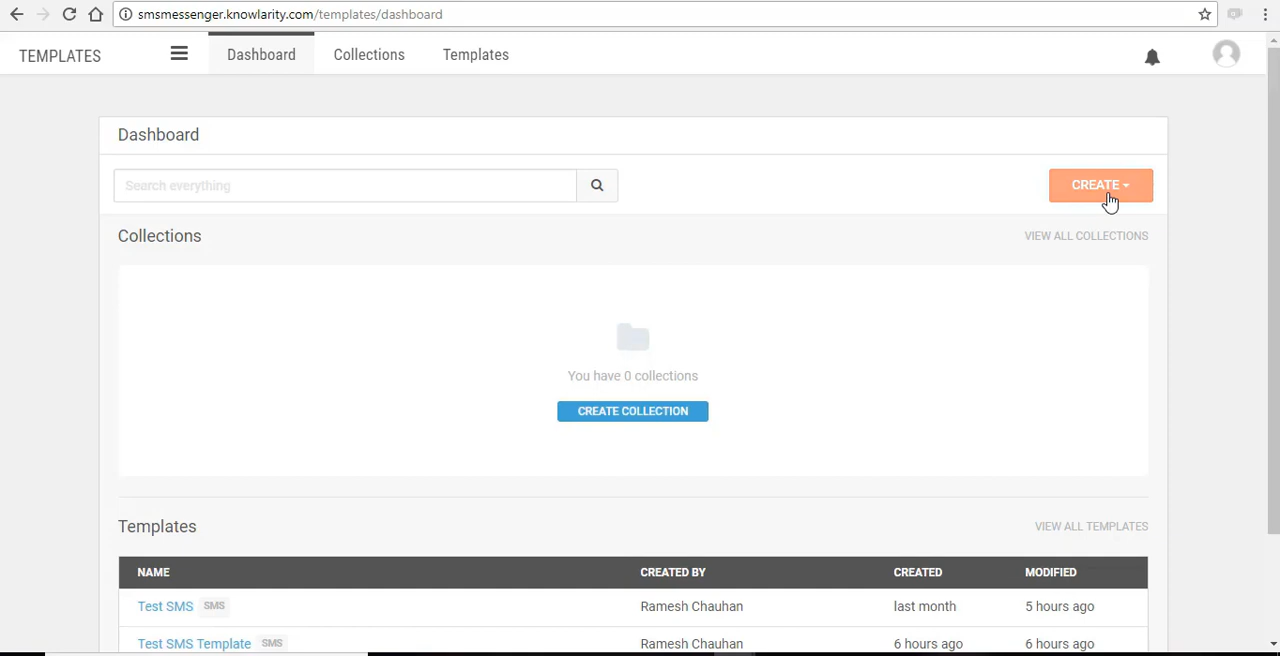 smsmessenger.knowlarity.com/templates/dashboard
TEMPLATES Dashboard Collections Templates
Dashboard
Search everything CREATE
Collections VIEW ALL COLLECTIONS
You have 0 collections
CREATE COLLECTION
Templates VIEW ALL TEMPLATES
NAME CREATED BY CREATED MODIFIED
Test SMS SMS Ramesh Chauhan last month 5 hours ago
Test SMS Template SMS Ramesh Chauhan 6 hours ago 6 hours ago